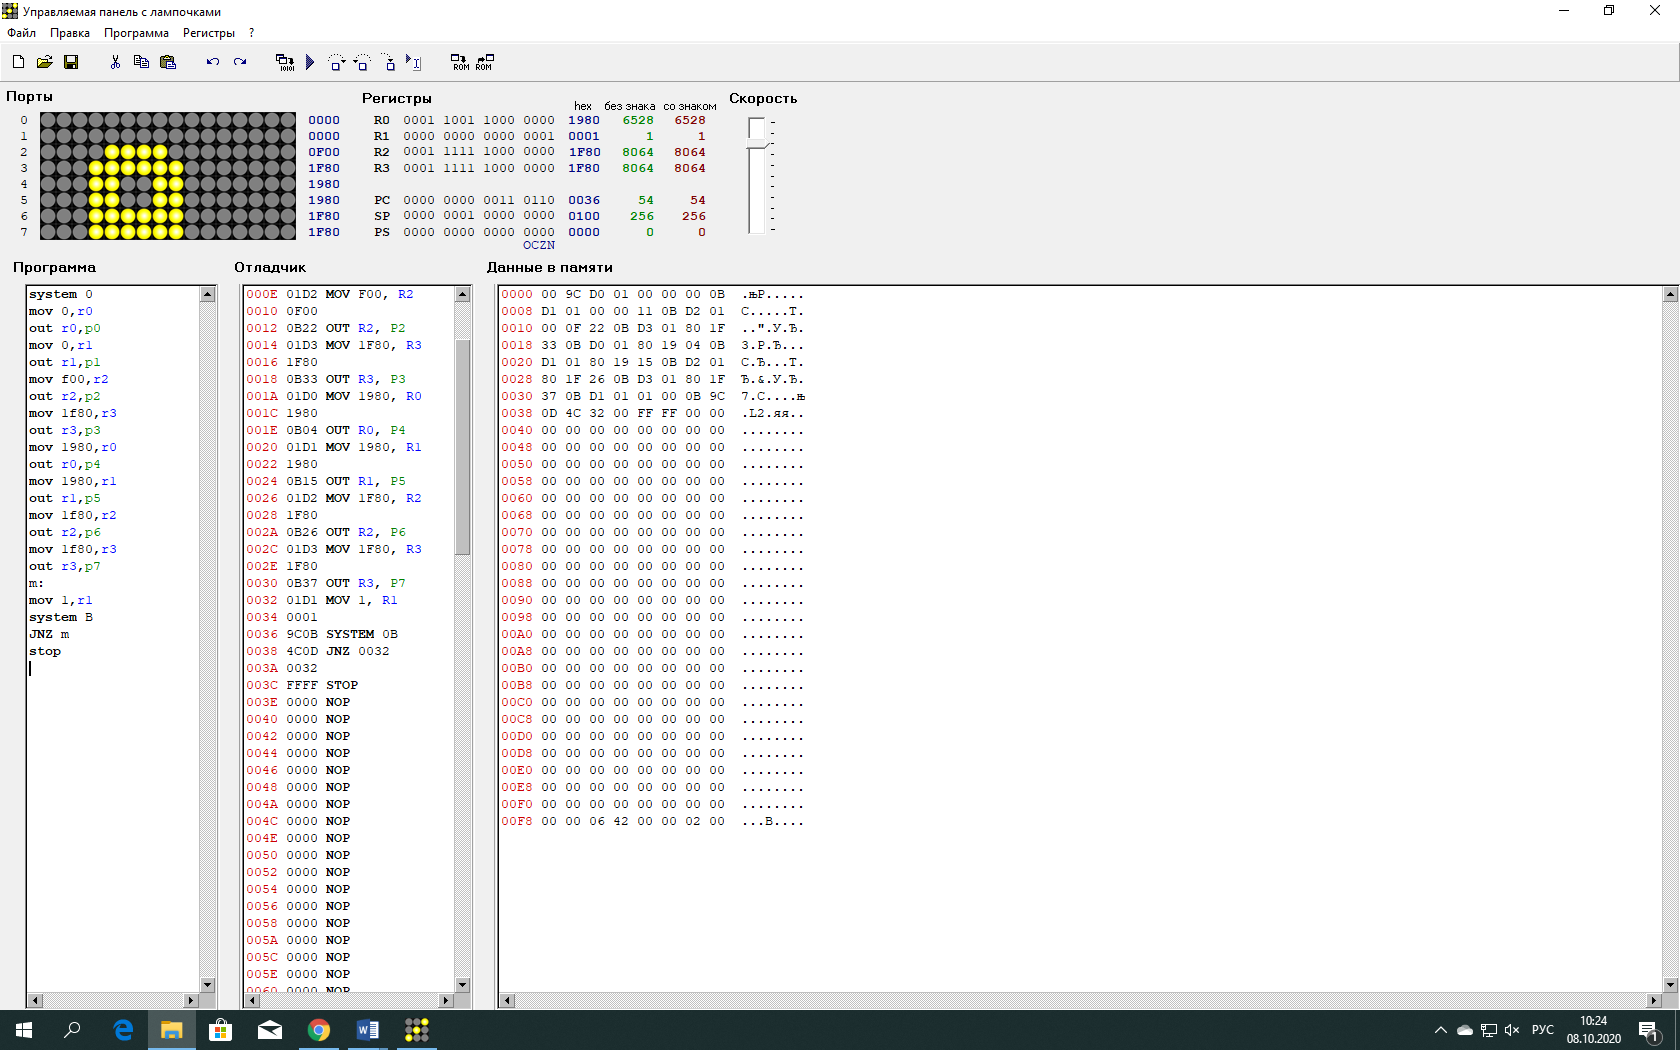 Управляемая панель с лампочками
Файл Правка Программа Регистры ?
Порты
Регистры hex без знака со знаком Скорость
0 0000 R0 0001 1001 1000 0000 1980 6528 6528
1 0000 R1 0000 0000 0000 0001 0001 1 1
2 0F00 R2 0001 1111 1000 0000 1F80 8064 8064
3 1F80 R3 0001 1111 1000 0000 1F80 8064 8064
4 1980
5 1980 PC 0000 0000 0011 0110 0036 54 54
6 1F80 SP 0000 0001 0000 0000 0100 256 256
7 1F80 PS 0000 0000 0000 0000 0000 0 0
OCZN
Программа
system 0
mov 0,r0
out r0,p0
mov 0,r1
out r1,p1
mov f00,r2
out r2,p2
mov 1f80,r3
out r3,p3
mov 1980,r0
out r0,p4
mov 1980,r1
out r1,p5
mov 1f80,r2
out r2,p6
mov 1f80,r3
out r3,p7
m:
mov 1,r1
system B
JNZ m
stop
Отладчик
000E 01D2 MOV F00, R2
0010 0F00
0012 0B22 OUT R2, P2
0014 01D3 MOV 1F80, R3
0016 1F80
0018 0B33 OUT R3, P3
001A 01D0 MOV 1980, R0
001C 1980
001E 0B04 OUT R0, P4
0020 01D1 MOV 1980, R1
0022 1980
0024 0B15 OUT R1, P5
0026 01D2 MOV 1F80, R2
0028 1F80
002A 0B26 OUT R2, P6
002C 01D3 MOV 1F80, R3
002E 1F80
0030 0B37 OUT R3, P7
0032 01D1 MOV 1, R1
0034 0001
0036 9C0B SYSTEM 0B
0038 4C0D JNZ 0032
003A 0032
003C FFFF STOP
003E 0000 NOP
0040 0000 NOP
0042 0000 NOP
0044 0000 NOP
0046 0000 NOP
0048 0000 NOP
004A 0000 NOP
004C 0000 NOP
004E 0000 NOP
0050 0000 NOP
0052 0000 NOP
0054 0000 NOP
0056 0000 NOP
0058 0000 NOP
005A 0000 NOP
005C 0000 NOP
005E 0000 NOP
0060 0000 NOP
Данные в памяти
0000 00 9C D0 01 00 00 00 0B .њР.....
0008 D1 01 00 00 11 0B D2 01 С.....Т.
0010 00 0F 22 0B D3 01 80 1F ..".У.Ђ.
0018 33 0B D0 01 80 19 04 0B 3.Р.Ђ...
0020 D1 01 80 19 15 0B D2 01 С.Ђ...Т.
0028 80 1F 26 0B D3 01 80 1F Ђ.&.У.Ђ.
0030 37 0B D1 01 01 00 0B 9C 7.С....њ
0038 0D 4C 32 00 FF FF 00 00 .L2.яя..
0040 00 00 00 00 00 00 00 00 ........
0048 00 00 00 00 00 00 00 00 ........
0050 00 00 00 00 00 00 00 00 ........
0058 00 00 00 00 00 00 00 00 ........
0060 00 00 00 00 00 00 00 00 ........
0068 00 00 00 00 00 00 00 00 ........
0070 00 00 00 00 00 00 00 00 ........
0078 00 00 00 00 00 00 00 00 ........
0080 00 00 00 00 00 00 00 00 ........
0088 00 00 00 00 00 00 00 00 ........
0090 00 00 00 00 00 00 00 00 ........
0098 00 00 00 00 00 00 00 00 ........
00A0 00 00 00 00 00 00 00 00 ........
00A8 00 00 00 00 00 00 00 00 ........
00B0 00 00 00 00 00 00 00 00 ........
00B8 00 00 00 00 00 00 00 00 ........
00C0 00 00 00 00 00 00 00 00 ........
00C8 00 00 00 00 00 00 00 00 ........
00D0 00 00 00 00 00 00 00 00 ........
00D8 00 00 00 00 00 00 00 00 ........
00E0 00 00 00 00 00 00 00 00 ........
00E8 00 00 00 00 00 00 00 00 ........
00F0 00 00 00 00 00 00 00 00 ........
00F8 00 00 06 42 00 00 02 00 ...B....
РУС
10:24
08.10.2020
1